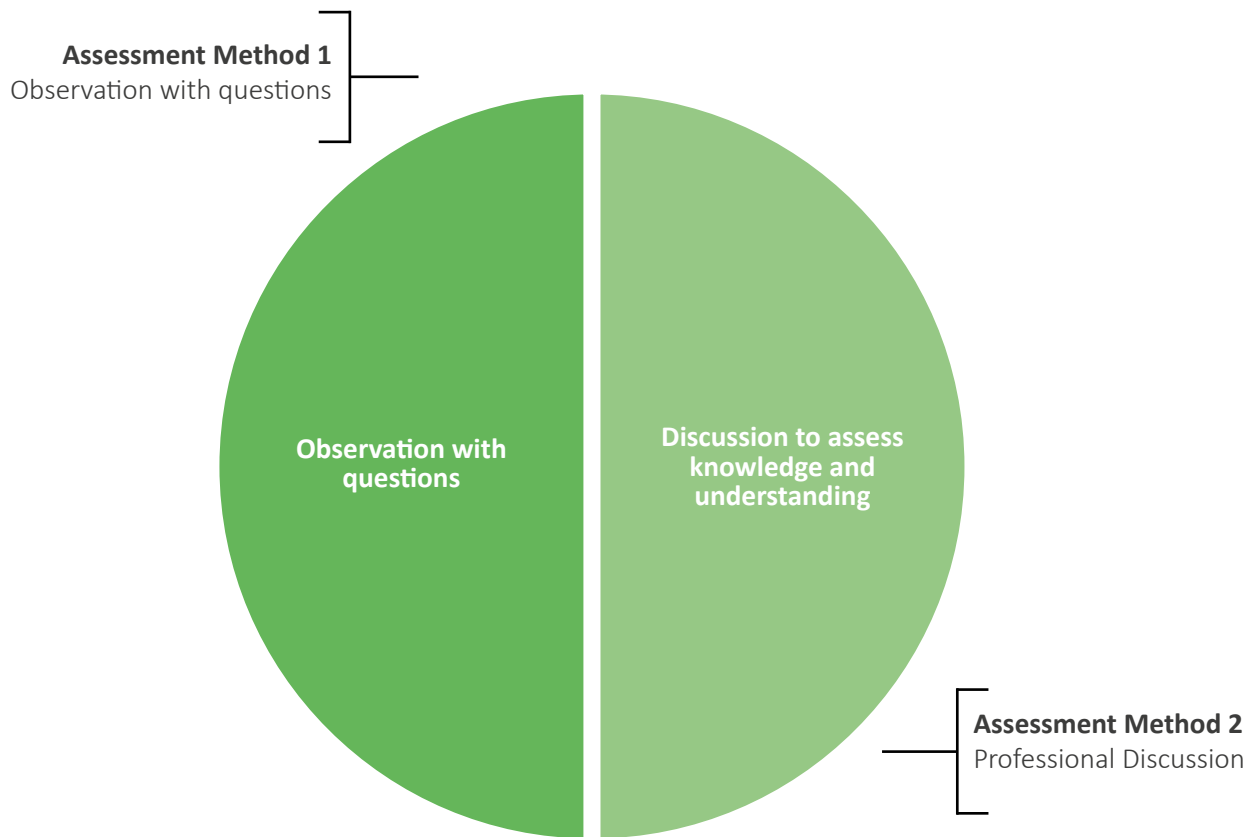 Assessment Method 1
Observation with questions
Observation with
questions
Discussion to assess
knowledge and
understanding
Assessment Method 2
Professional Discussion